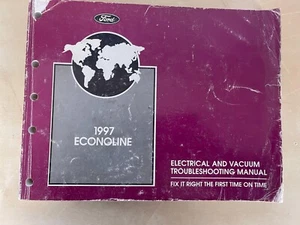 Ford
1997
ECONOLINE
ELECTRICAL AND VACUUM
TROUBLESHOOTING MANUAL
FIX IT RIGHT THE FIRST TIME ON TIME